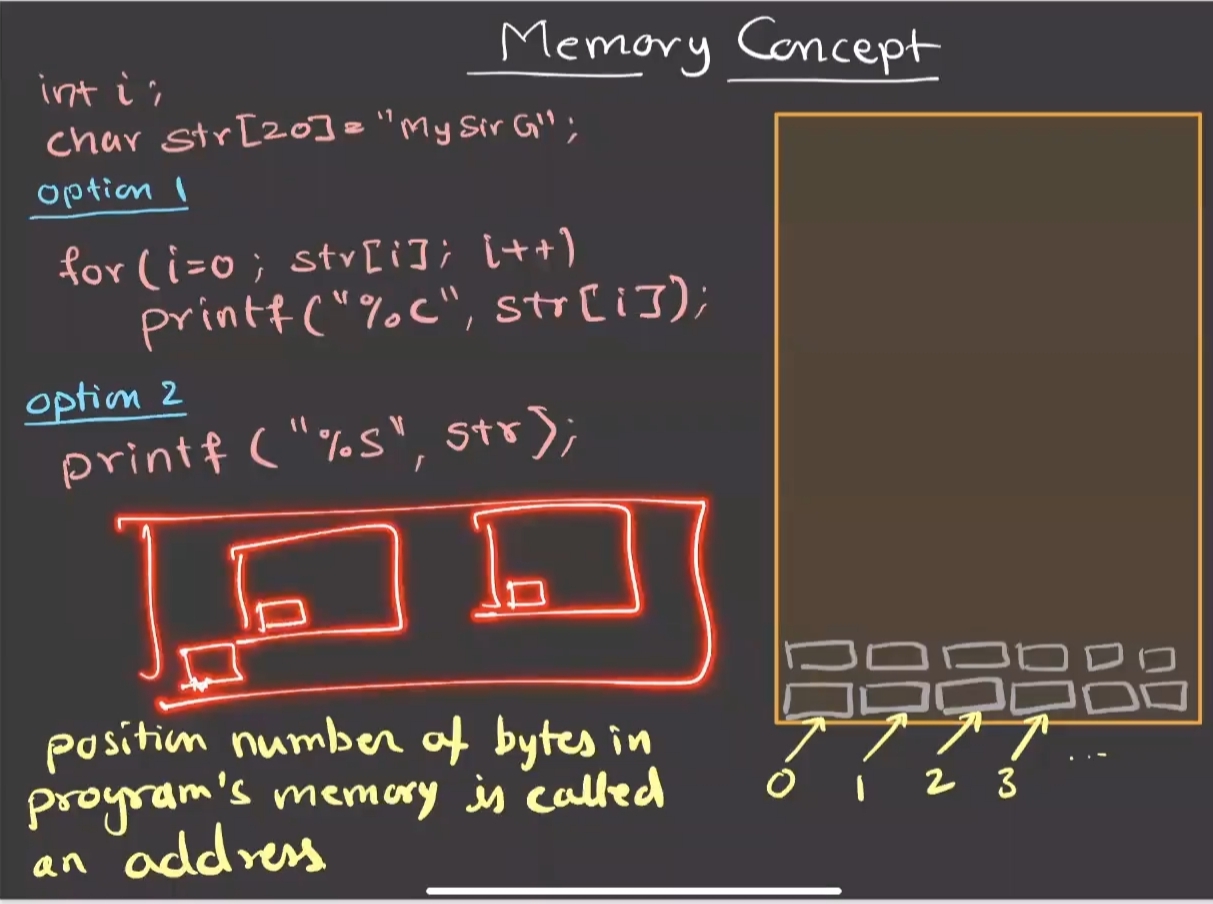 Memory Concept
int i;
char str[20]="MySirG";
option 1
for(i=0; str[i]; i++)
printf("%c", str[i]);
option 2
printf("%s", str);
position number of bytes in
program's memory is called
an address
0 1 2 3 ...